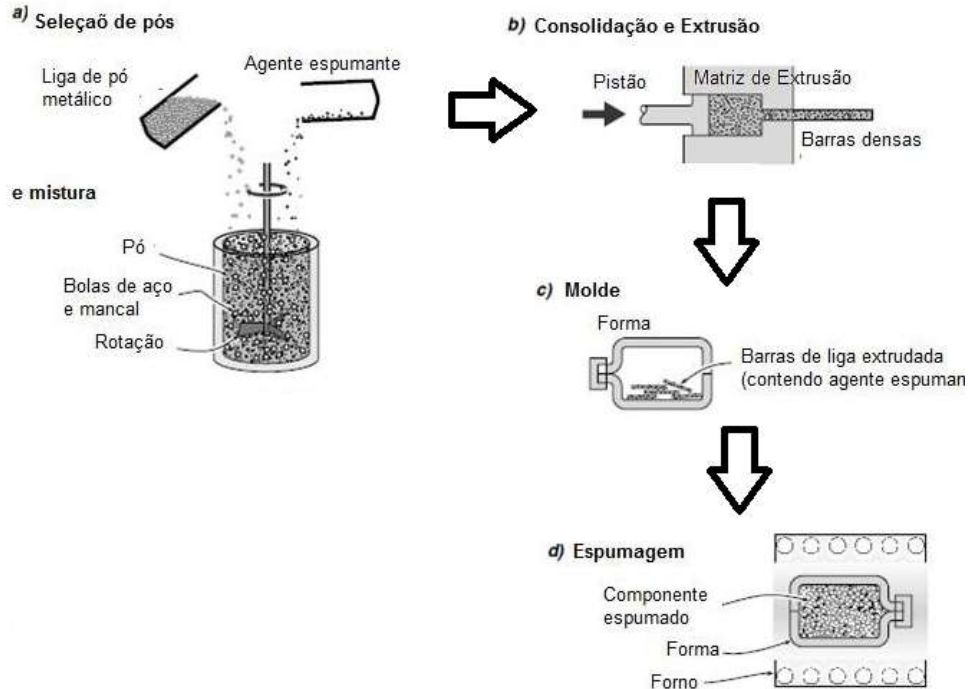 a) Seleçaõ de pós
Liga de pó
metálico
Agente espumante
e mistura
Pó
Bolas de aço
e mancal
Rotação
b) Consolidação e Extrusão
Pistão
Matriz de Extrusão
Barras densas
c) Molde
Forma
Barras de liga extrudada
(contendo agente espuman
d) Espumagem
Componente
espumado
Forma
Forno